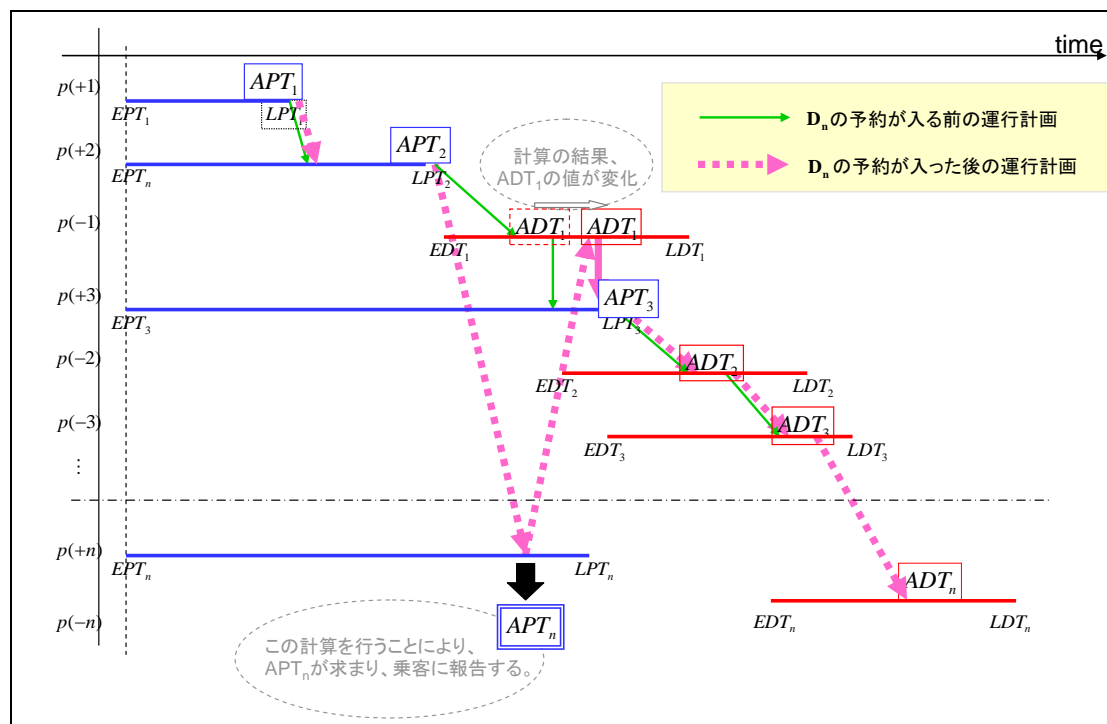 time
p(+1)
APT₁
EPT₁
LPT₁
→ Dₙの予約が入る前の運行計画
Dₙの予約が入った後の運行計画
p(+2)
APT₂
EPTₙ
LPT₂
計算の結果、
ADT₁の値が変化
p(-1)
ADT₁
ADT₁
EDT₁
LDT₁
p(+3)
APT₃
EPT₃
LPT₃
p(-2)
ADT₂
EDT₂
LDT₂
p(-3)
ADT₃
EDT₃
LDT₃
⋮
p(+n)
EPTₙ
LPTₙ
ADTₙ
p(-n)
EDTₙ
LDTₙ
APTₙ
この計算を行うことにより、
APTₙが求まり、乗客に報告する。